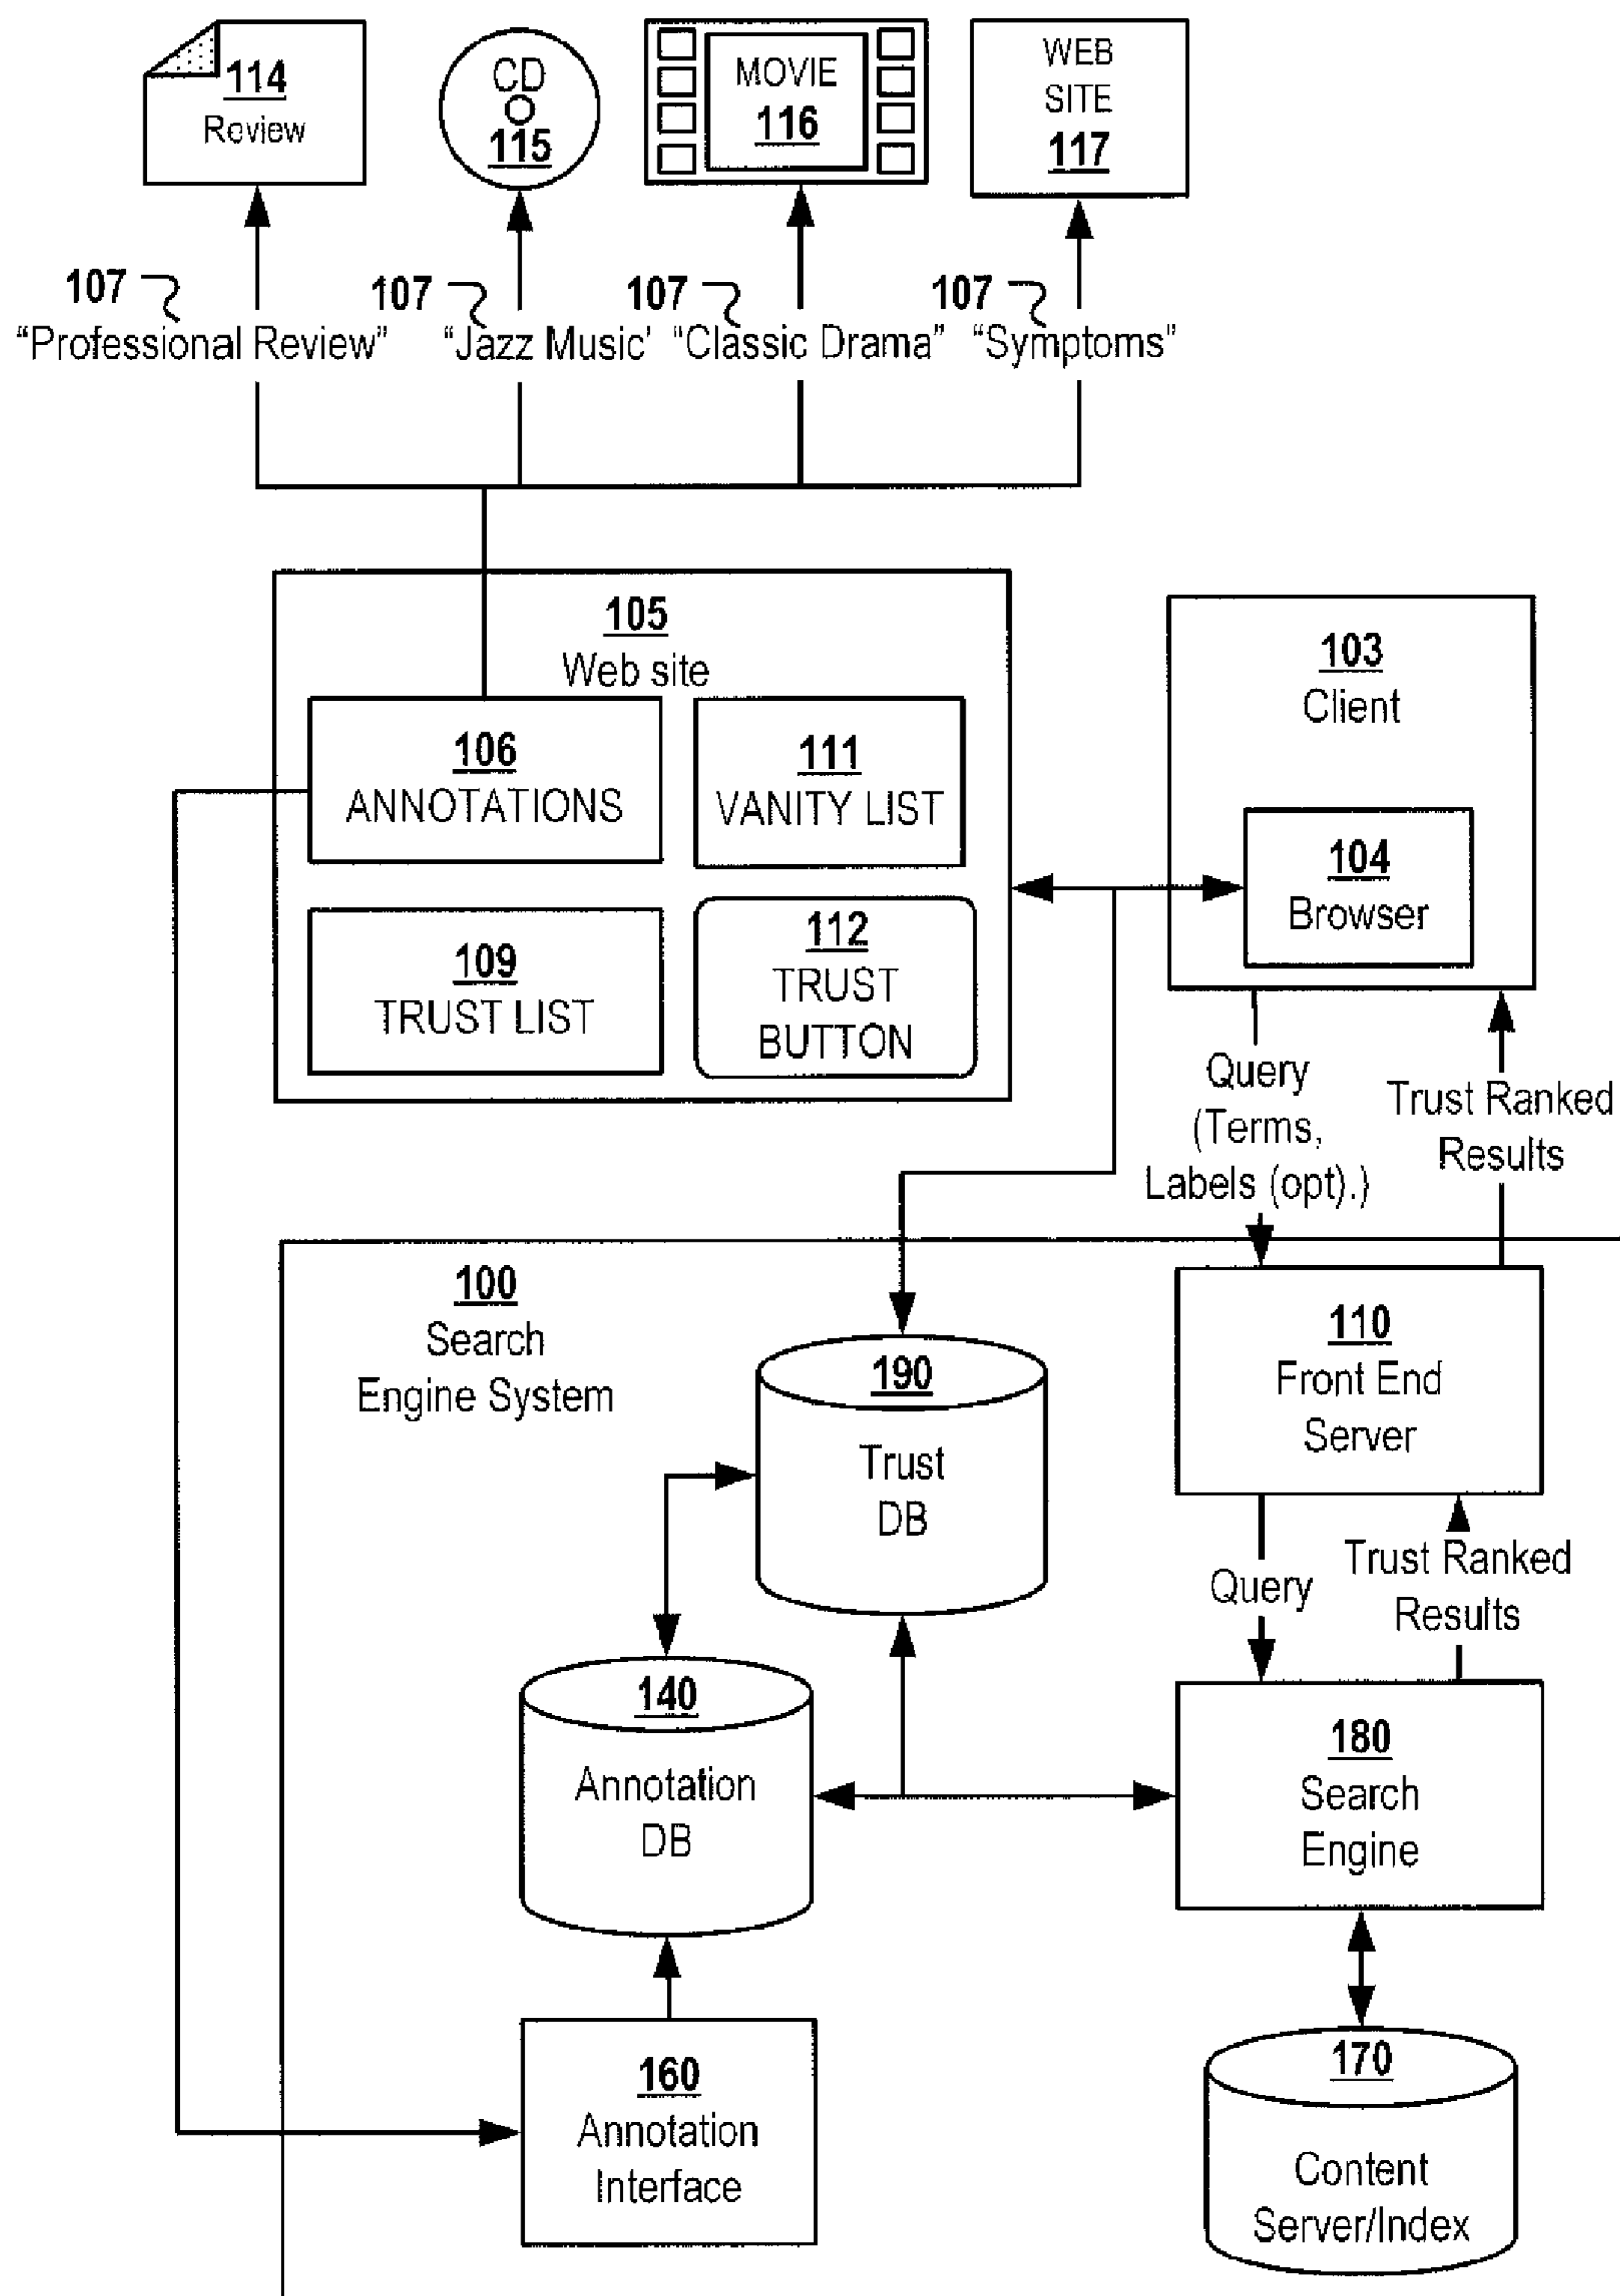 114
Review
CD
115
MOVIE
116
WEB
SITE
117
107
"Professional Review"
107
"Jazz Music'
107
"Classic Drama"
107
"Symptoms"
105
Web site
106
ANNOTATIONS
111
VANITY LIST
109
TRUST LIST
112
TRUST
BUTTON
103
Client
104
Browser
Query
(Terms,
Labels (opt).)
Trust Ranked
Results
100
Search
Engine System
190
Trust
DB
110
Front End
Server
Query
Trust Ranked
Results
140
Annotation
DB
180
Search
Engine
160
Annotation
Interface
170
Content
Server/Index